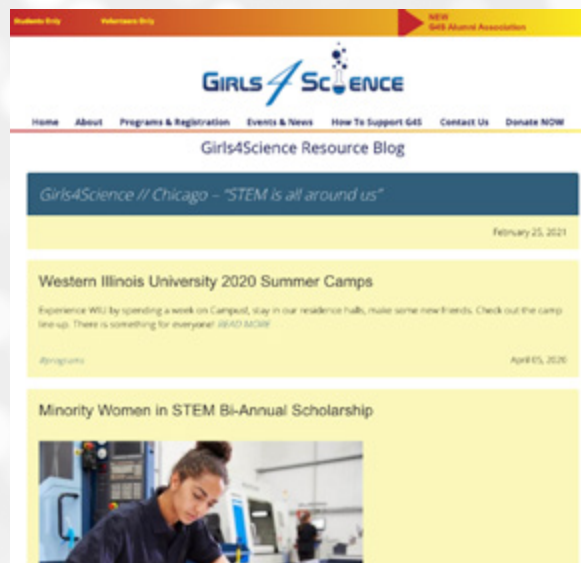 Students Only Volunteers Only NEW
G4S Alumni Association
GIRLS 4 SCIENCE
Home About Programs & Registration Events & News How To Support G4S Contact Us Donate NOW
Girls4Science Resource Blog
Girls4Science // Chicago – "STEM is all around us"
February 25, 2021
Western Illinois University 2020 Summer Camps
Experience WIU by spending a week on Campus!, stay in our residence halls, make some new friends. Check out the camp
line-up. There is something for everyone! READ MORE
#programs April 05, 2020
Minority Women in STEM Bi-Annual Scholarship